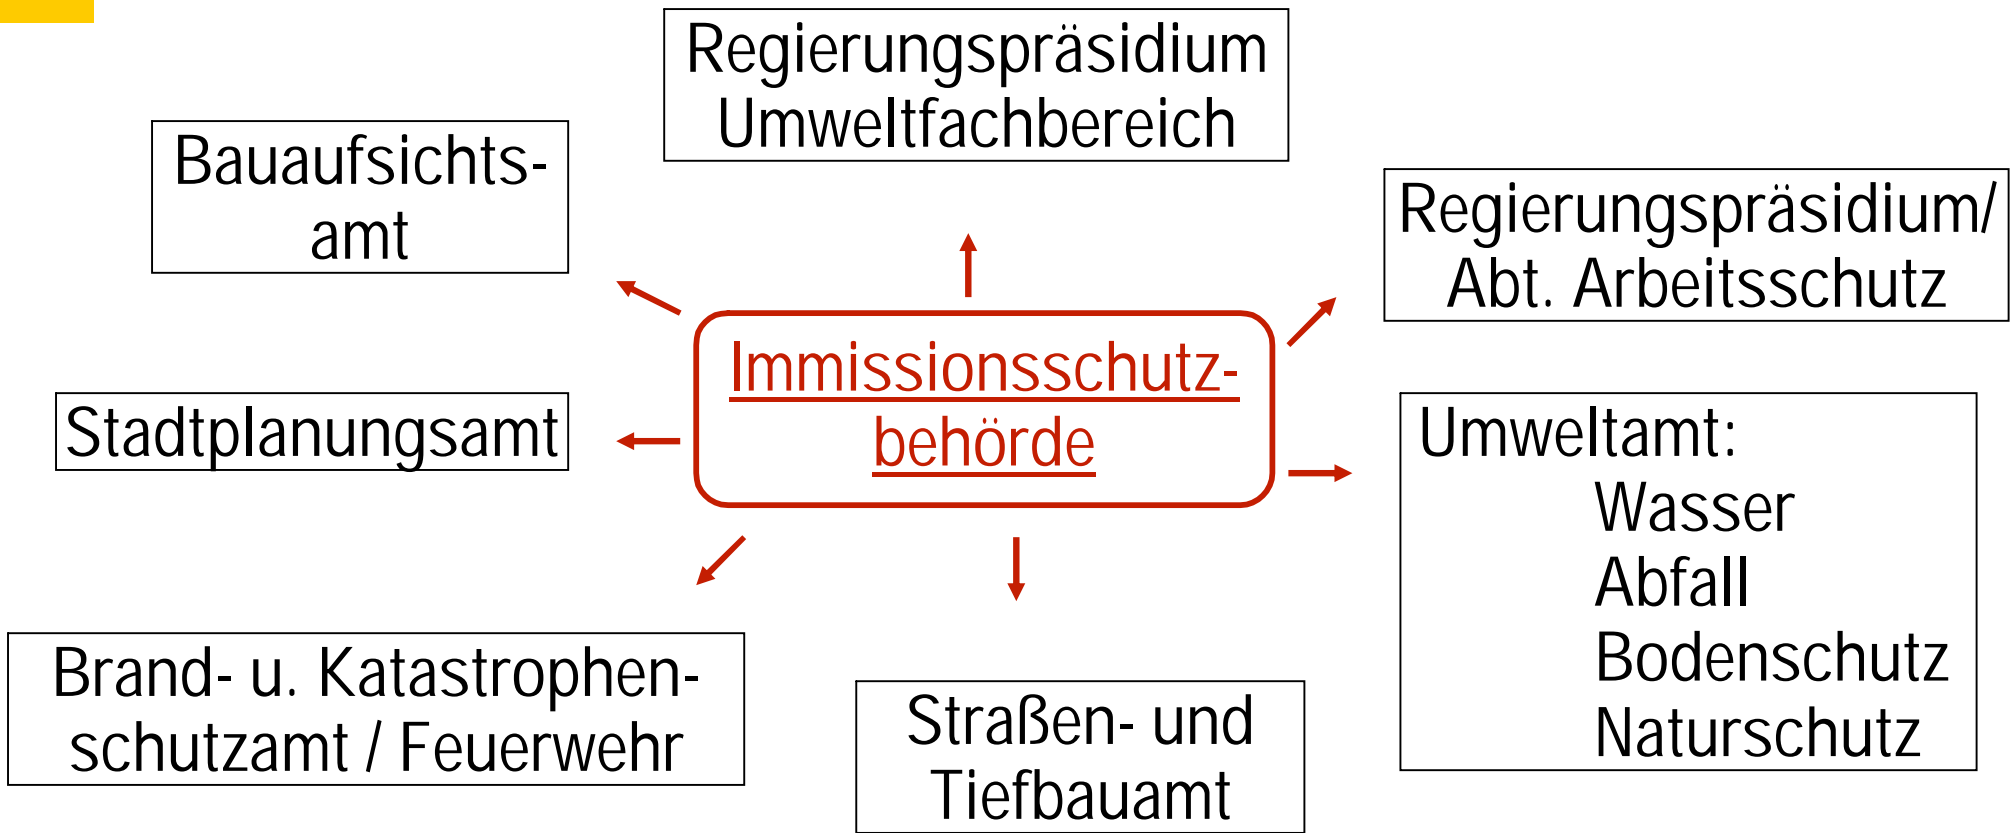 Regierungspräsidium
Umweltfachbereich
Bauaufsichts-
amt
Regierungspräsidium/
Abt. Arbeitsschutz
Immissionsschutz-
behörde
Stadtplanungsamt
Umweltamt:
Wasser
Abfall
Bodenschutz
Naturschutz
Brand- u. Katastrophen-
schutzamt / Feuerwehr
Straßen- und
Tiefbauamt